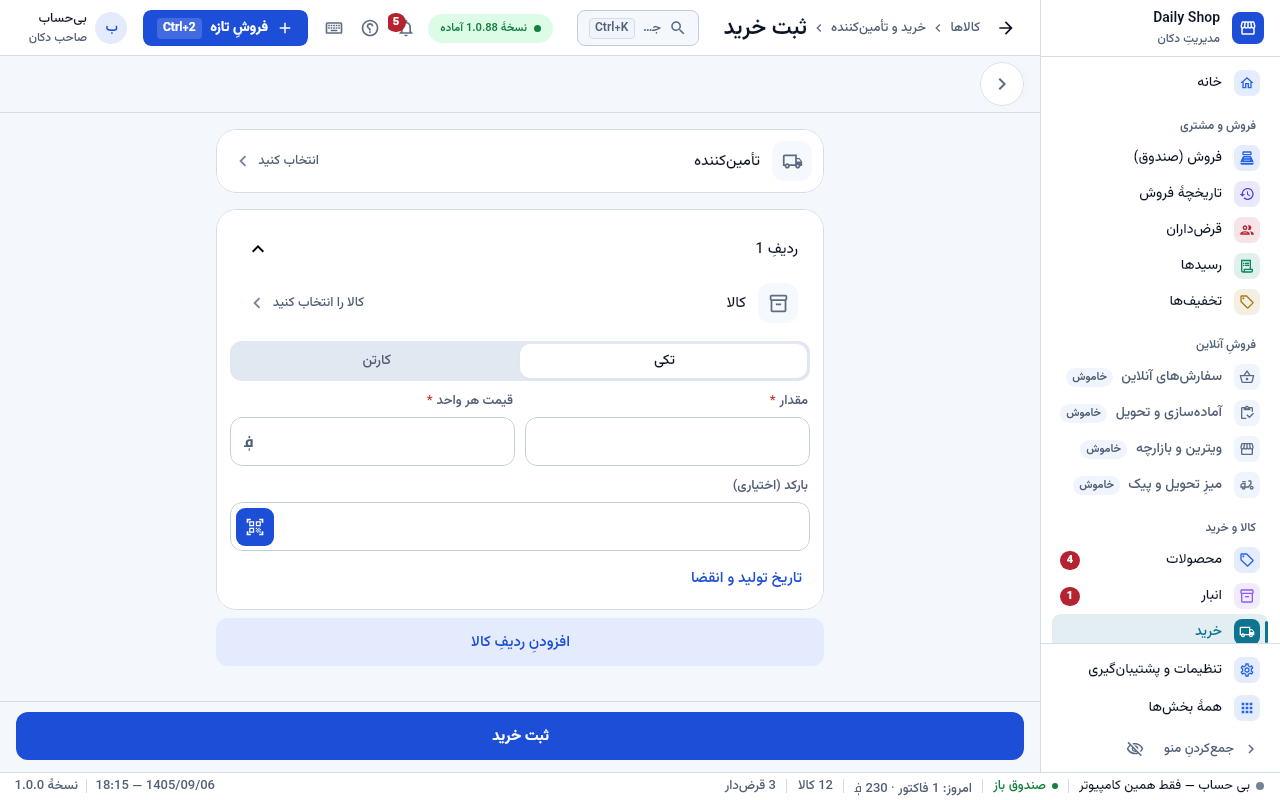 Daily Shop
مدیریتِ دکان
خانه
فروش و مشتری
فروش (صندوق)
تاریخچهٔ فروش
قرض‌داران
رسیدها
تخفیف‌ها
فروشِ آنلاین
سفارش‌های آنلاین خاموش
آماده‌سازی و تحویل خاموش
ویترین و بازارچه خاموش
میزِ تحویل و پیک خاموش
کالا و خرید
محصولات 4
انبار 1
خرید
تنظیمات و پشتیبان‌گیری
همهٔ بخش‌ها
جمع‌کردنِ منو
کالاها
خرید و تأمین‌کننده
ثبت خرید
جـ... Ctrl+K
نسخهٔ 1.0.88 آماده
5
فروشِ تازه Ctrl+2
ب
بی‌حساب
صاحب دکان
تأمین‌کننده
انتخاب کنید
ردیفِ 1
کالا
کالا را انتخاب کنید
تکی
کارتن
مقدار *
قیمت هر واحد *
؋
بارکد (اختیاری)
تاریخ تولید و انقضا
افزودنِ ردیفِ کالا
ثبت خرید
بی حساب — فقط همین کامپیوتر
صندوق باز
امروز: 1 فاکتور · 230 ؋
12 کالا
3 قرض‌دار
1405/09/06 — 18:15
نسخهٔ 1.0.0